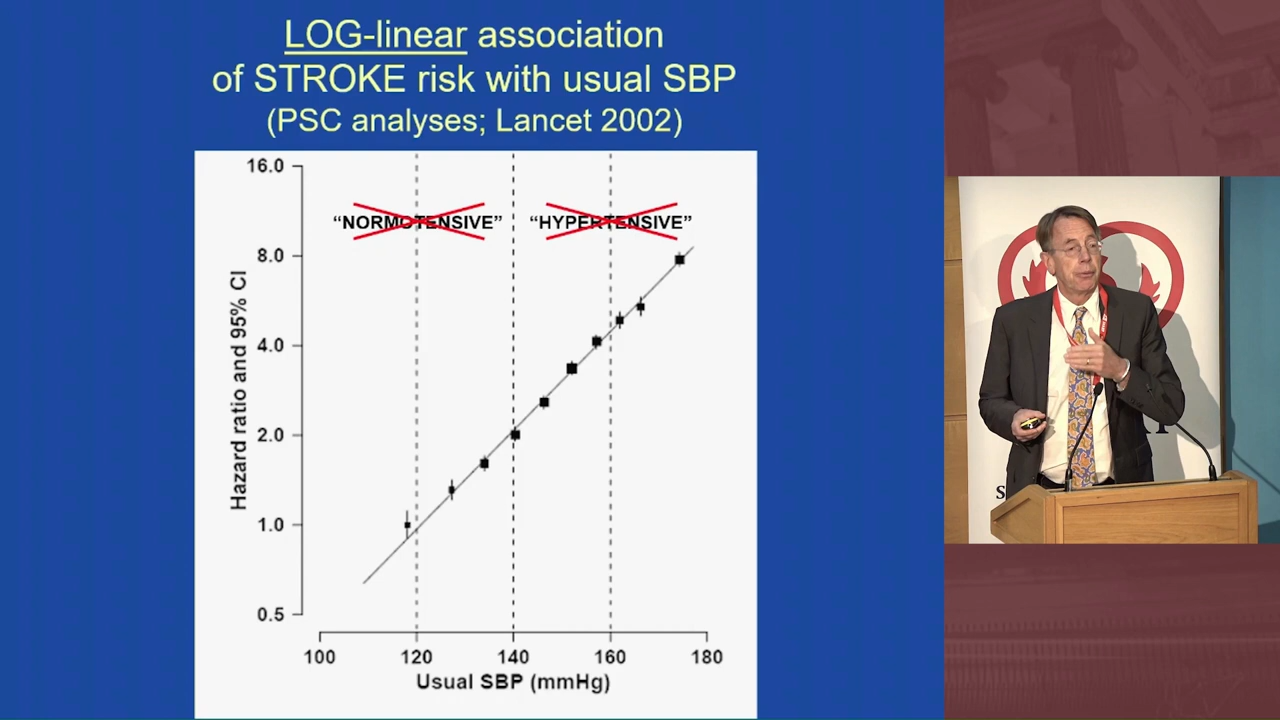 LOG-linear association
of STROKE risk with usual SBP
(PSC analyses; Lancet 2002)
16.0
“NORMOTENSIVE” “HYPERTENSIVE”
8.0
4.0
2.0
1.0
0.5
Hazard ratio and 95% CI
100 120 140 160 180
Usual SBP (mmHg)